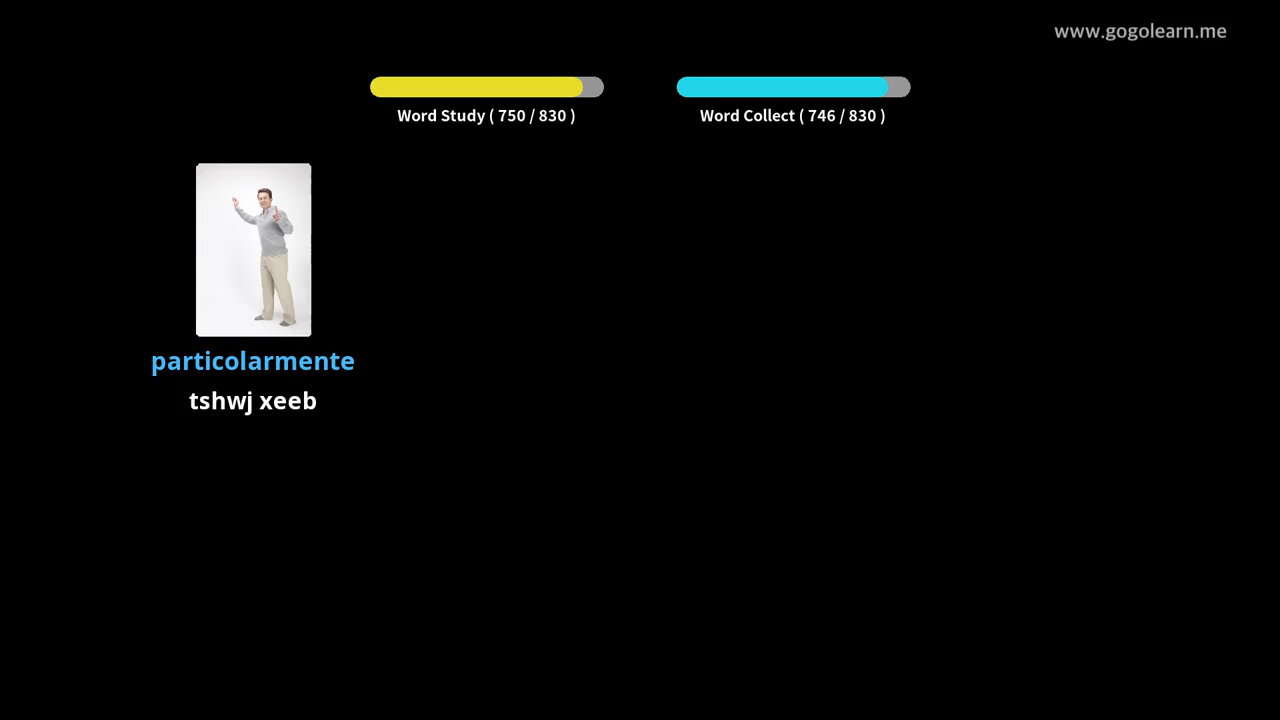 www.gogolearn.me
Word Study ( 750 / 830 )
Word Collect ( 746 / 830 )
particolarmente
tshwj xeeb